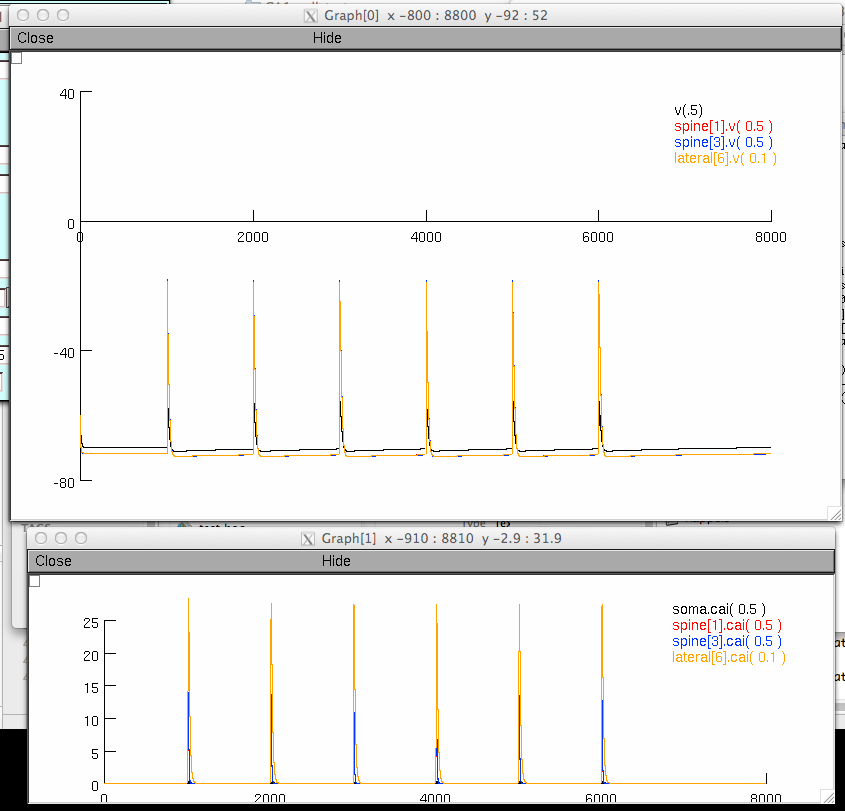 Graph[0] x -800 : 8800 y -92 : 52
Close Hide
40
v(.5)
spine[1].v( 0.5 )
spine[3].v( 0.5 )
lateral[6].v( 0.1 )
0
0 2000 4000 6000 8000
-40
-80
Graph[1] x -910 : 8810 y -2.9 : 31.9
Close Hide
25
soma.cai( 0.5 )
spine[1].cai( 0.5 )
spine[3].cai( 0.5 )
lateral[6].cai( 0.1 )
20
15
10
5
0
0 2000 4000 6000 8000